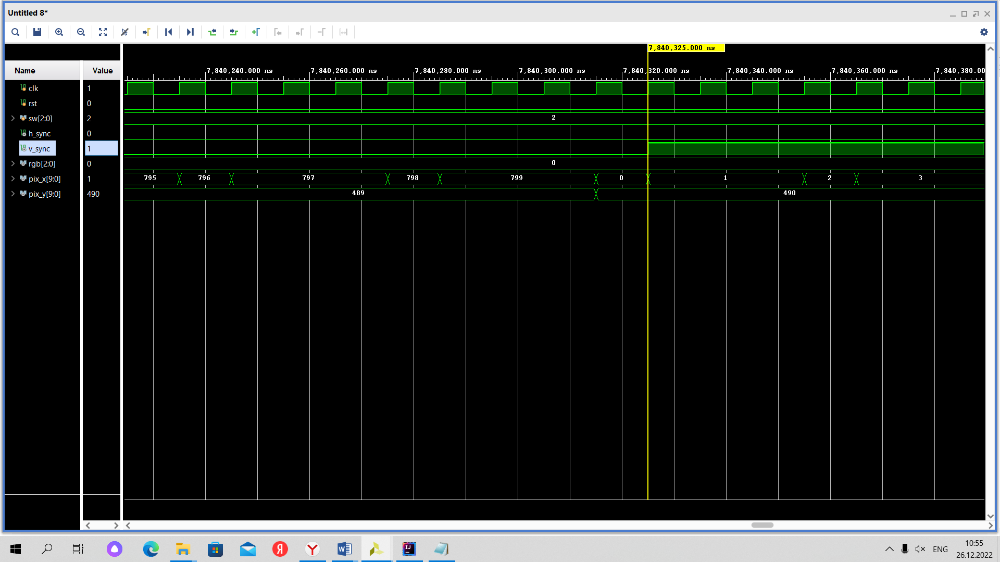 Untitled 8*
7,840,325.000 ns
Name Value
7,840,240.000 ns 7,840,260.000 ns 7,840,280.000 ns 7,840,300.000 ns 7,840,320.000 ns 7,840,340.000 ns 7,840,360.000 ns 7,840,380.00
clk 1
rst 0
sw[2:0] 2 2
h_sync 0
v_sync 1
rgb[2:0] 0 0
pix_x[9:0] 1 795 796 797 798 799 0 1 2 3
pix_y[9:0] 490 489 490
Я Y W IJ
ENG
10:55
26.12.2022